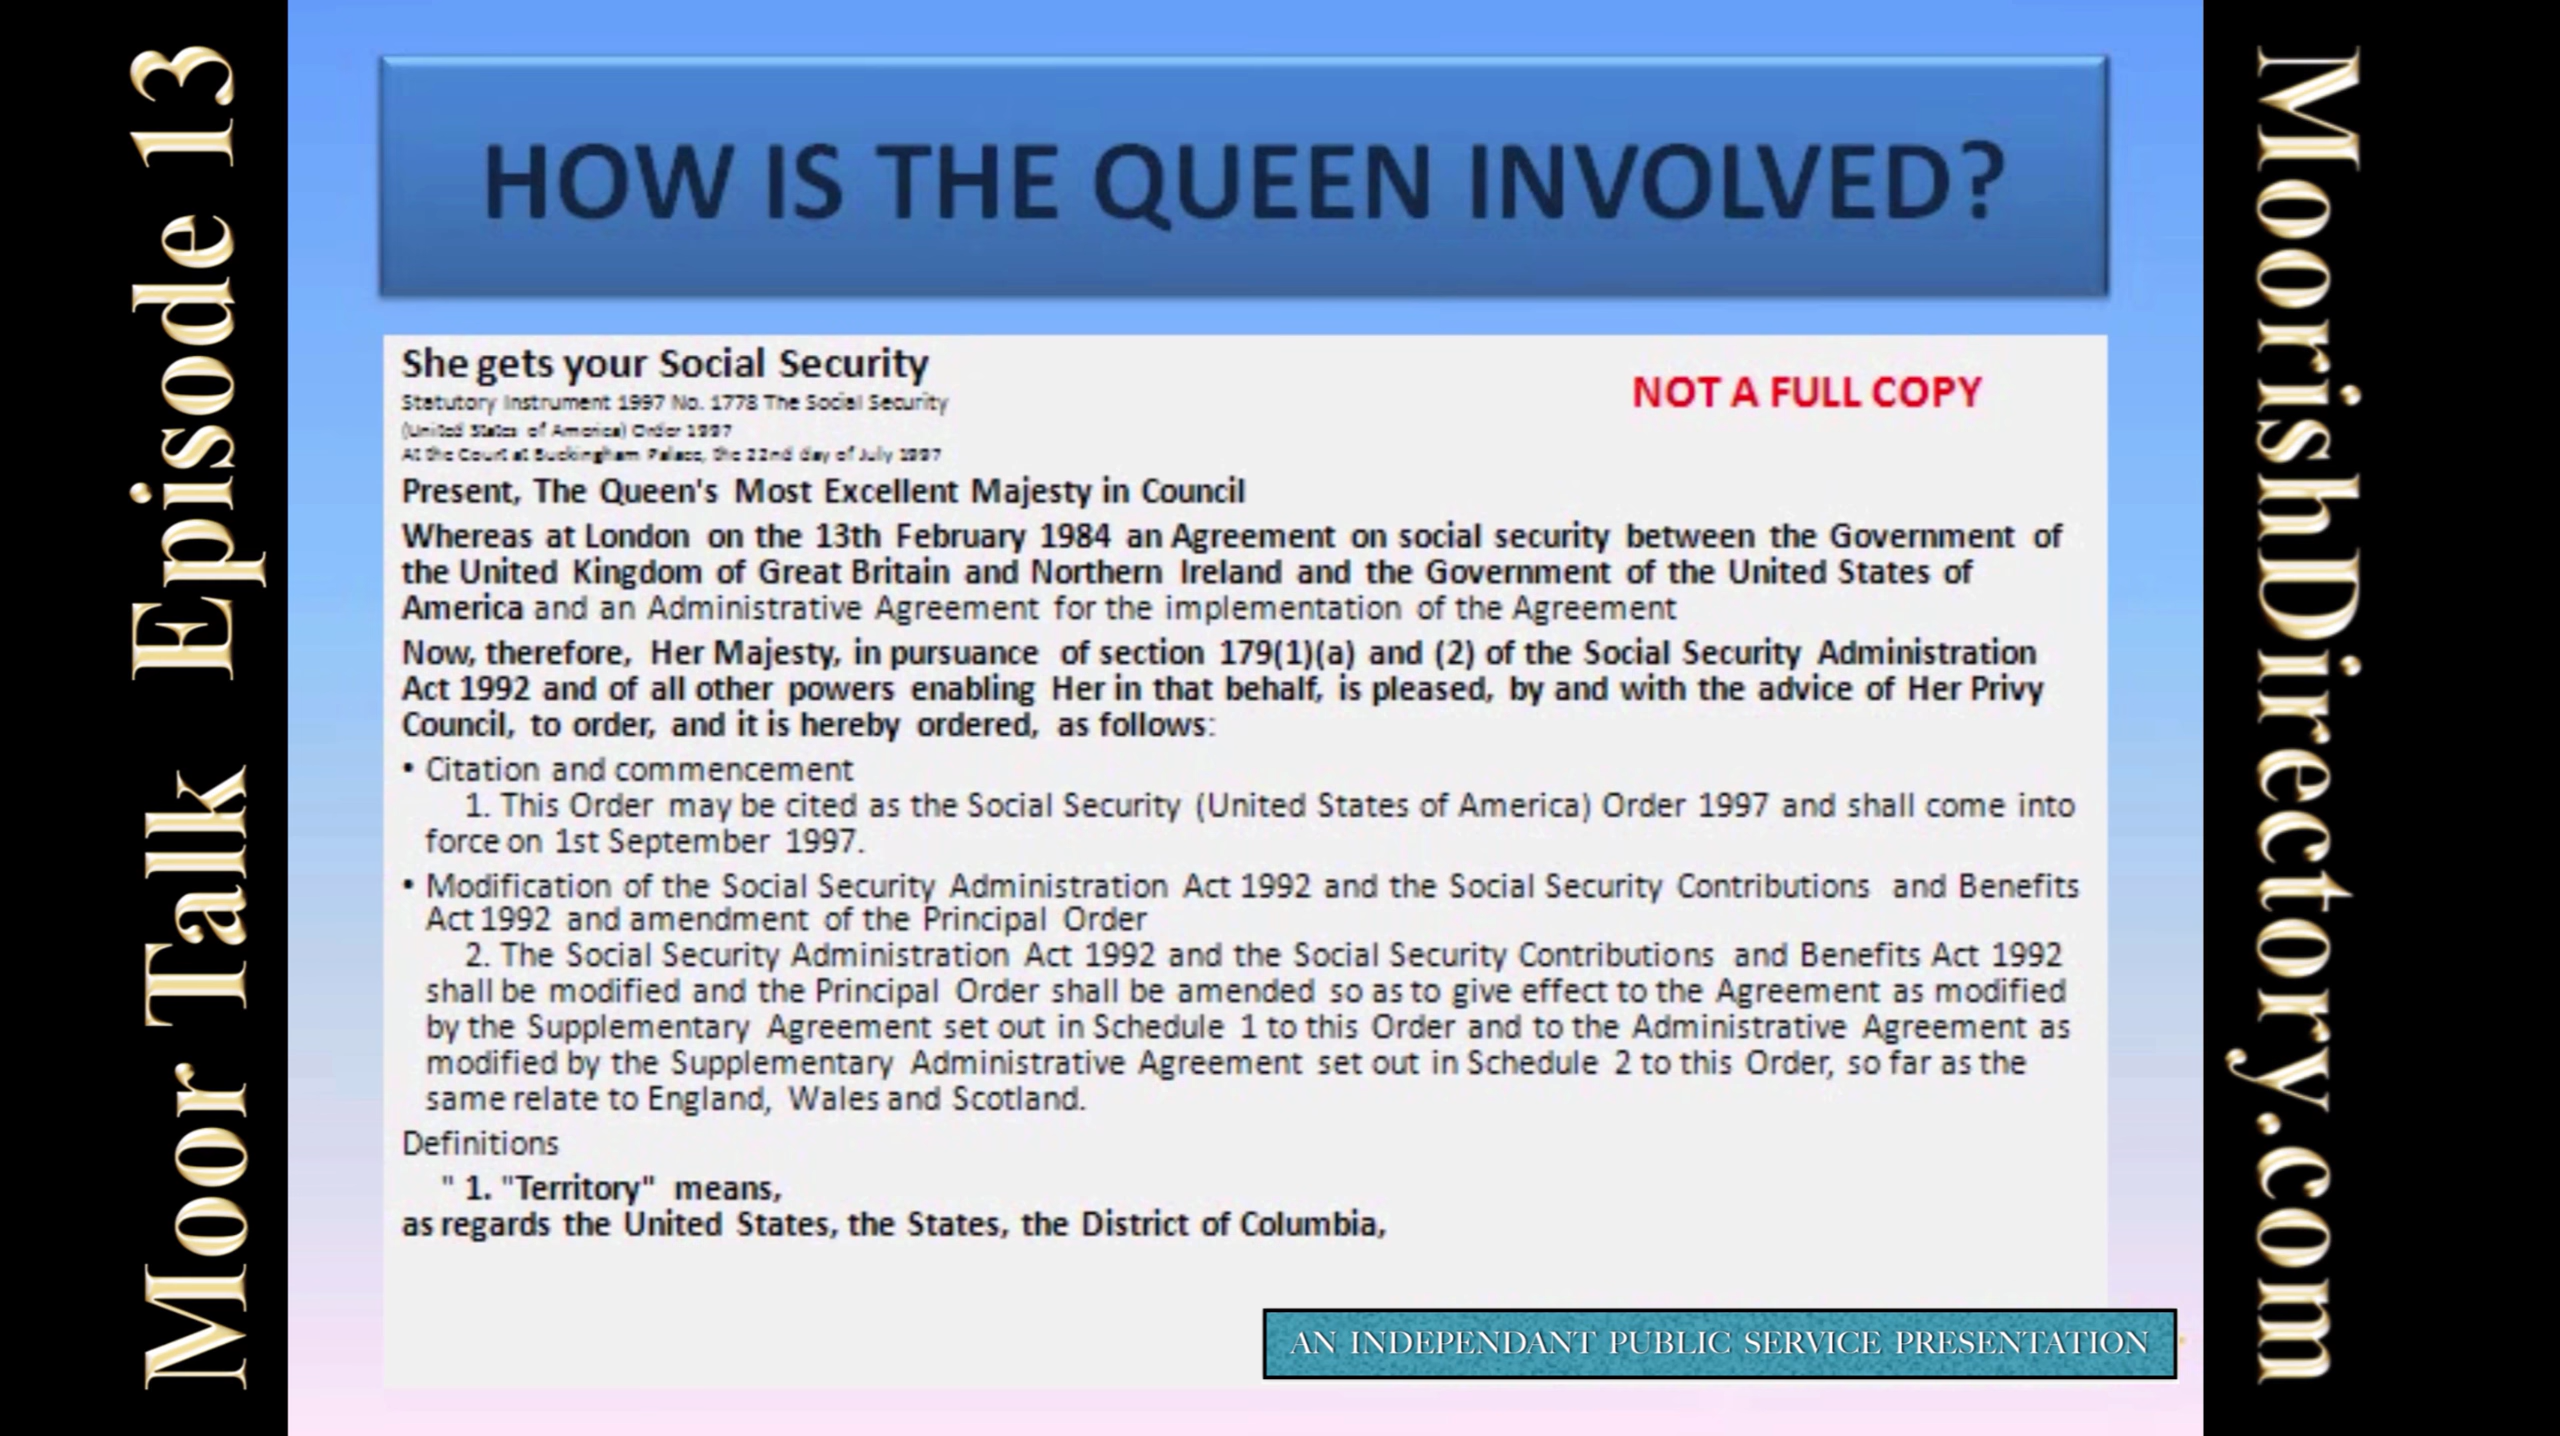 Moor Talk Episode 13
HOW IS THE QUEEN INVOLVED?
She gets your Social Security
NOT A FULL COPY
Statutory Instrument 1997 No. 1778 The Social Security
(United States of America) Order 1997
At the Court at Buckingham Palace, the 22nd day of July 1997
Present, The Queen's Most Excellent Majesty in Council
Whereas at London on the 13th February 1984 an Agreement on social security between the Government of
the United Kingdom of Great Britain and Northern Ireland and the Government of the United States of
America and an Administrative Agreement for the implementation of the Agreement
Now, therefore, Her Majesty, in pursuance of section 179(1)(a) and (2) of the Social Security Administration
Act 1992 and of all other powers enabling Her in that behalf, is pleased, by and with the advice of Her Privy
Council, to order, and it is hereby ordered, as follows:
• Citation and commencement
1. This Order may be cited as the Social Security (United States of America) Order 1997 and shall come into
force on 1st September 1997.
• Modification of the Social Security Administration Act 1992 and the Social Security Contributions and Benefits
Act 1992 and amendment of the Principal Order
2. The Social Security Administration Act 1992 and the Social Security Contributions and Benefits Act 1992
shall be modified and the Principal Order shall be amended so as to give effect to the Agreement as modified
by the Supplementary Agreement set out in Schedule 1 to this Order and to the Administrative Agreement as
modified by the Supplementary Administrative Agreement set out in Schedule 2 to this Order, so far as the
same relate to England, Wales and Scotland.
Definitions
" 1. "Territory" means,
as regards the United States, the States, the District of Columbia,
AN INDEPENDANT PUBLIC SERVICE PRESENTATION
MoorishDirectory.com